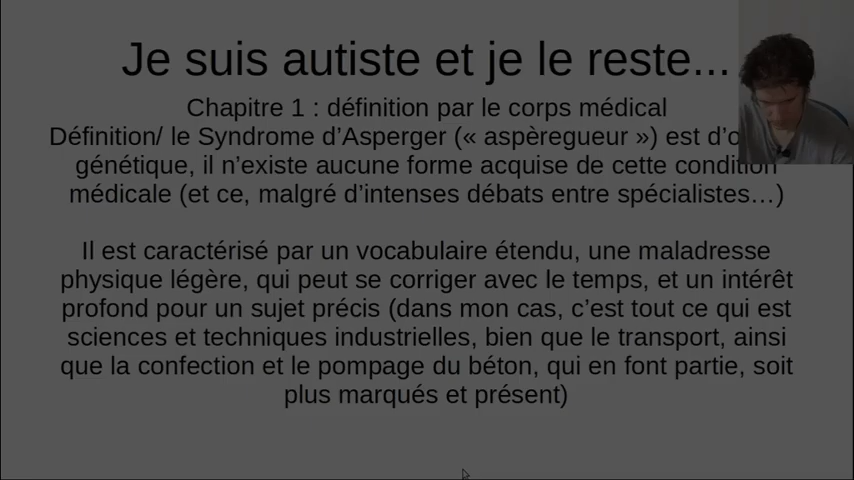 Je suis autiste et je le reste...
Chapitre 1 : définition par le corps médical
Définition/ le Syndrome d’Asperger (« aspèregueur ») est
génétique, il n’existe aucune forme acquise de cette condition
médicale (et ce, malgré d’intenses débats entre spécialistes…)
Il est caractérisé par un vocabulaire étendu, une maladresse
physique légère, qui peut se corriger avec le temps, et un intérêt
profond pour un sujet précis (dans mon cas, c’est tout ce qui est
sciences et techniques industrielles, bien que le transport, ainsi
que la confection et le pompage du béton, qui en font partie, soit
plus marqués et présent)